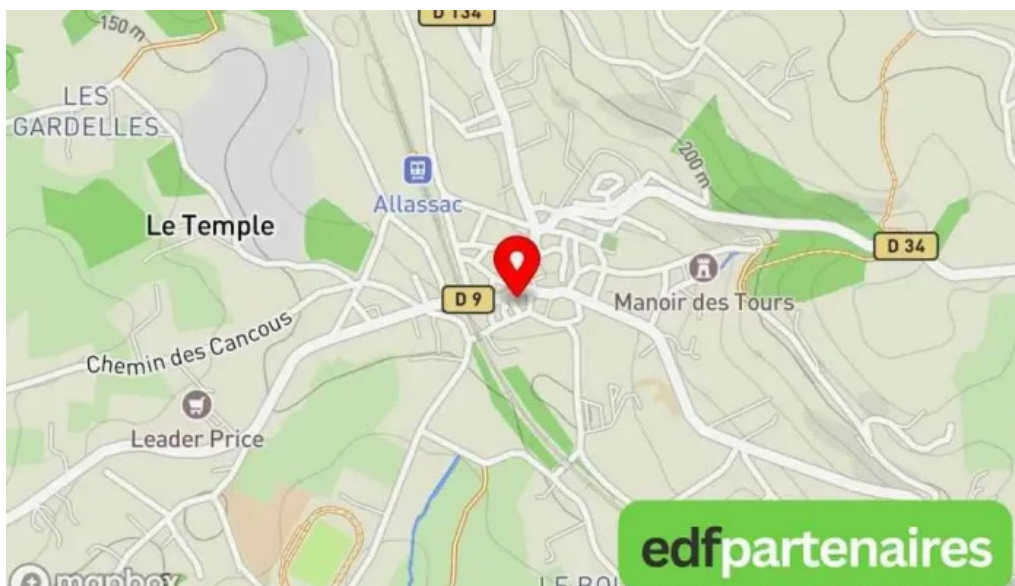 D 134
150 m
LES
GARDELLES
200 m
Allassac
Le Temple
D 34
D 9
Manoir des Tours
Chemin des Cancous
Leader Price
edfpartenaires
mapbox